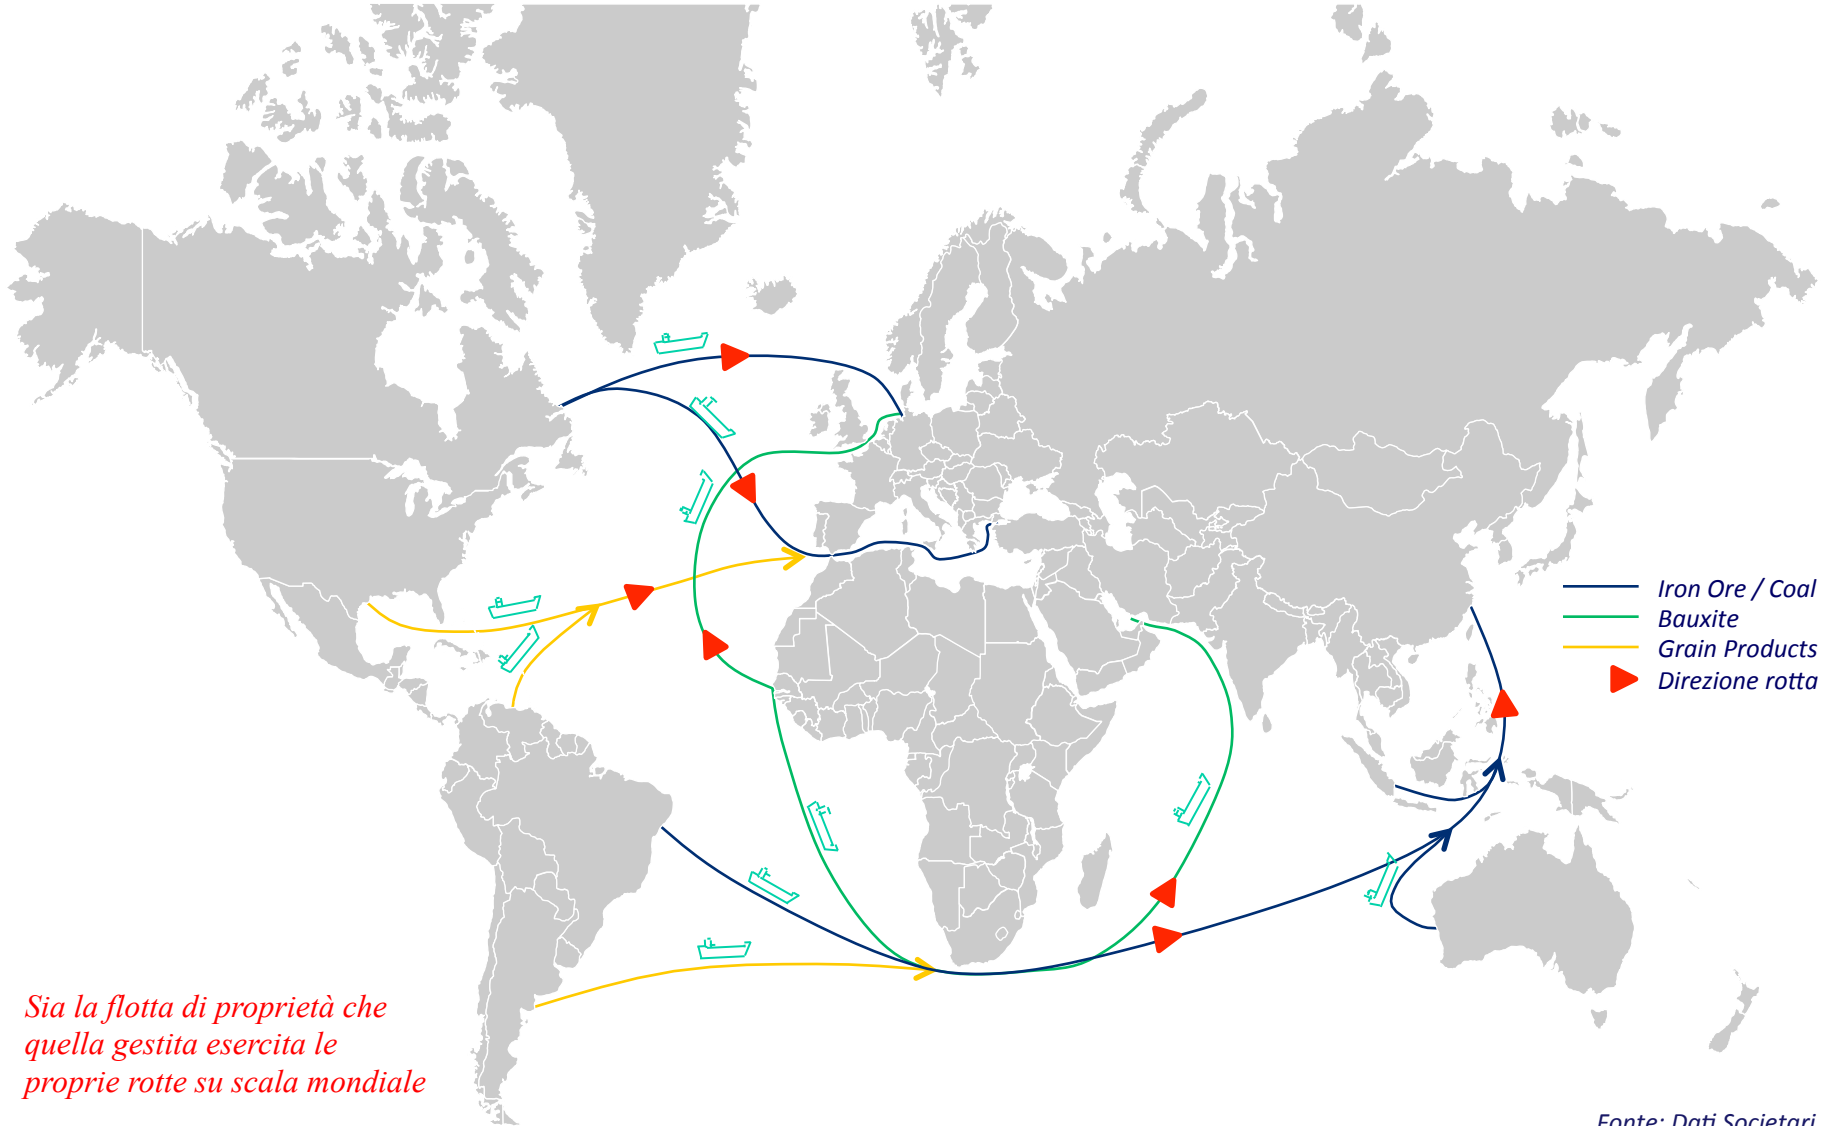 Iron Ore / Coal
Bauxite
Grain Products
Direzione rotta
Sia la flotta di proprietà che
quella gestita esercita le
proprie rotte su scala mondiale
Fonte: Dati Societari